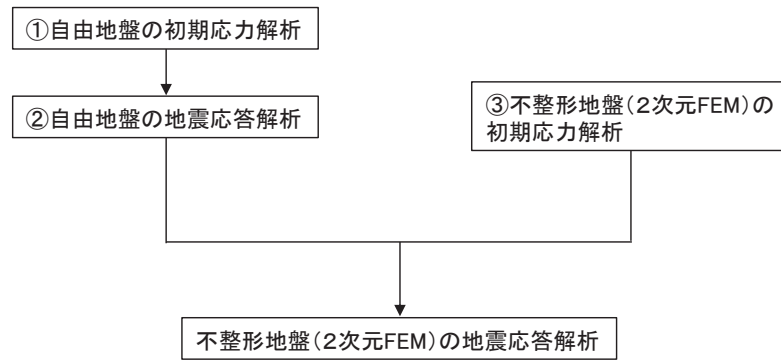 ①自由地盤の初期応力解析
②自由地盤の地震応答解析
③不整形地盤(2次元FEM)の
初期応力解析
不整形地盤(2次元FEM)の地震応答解析